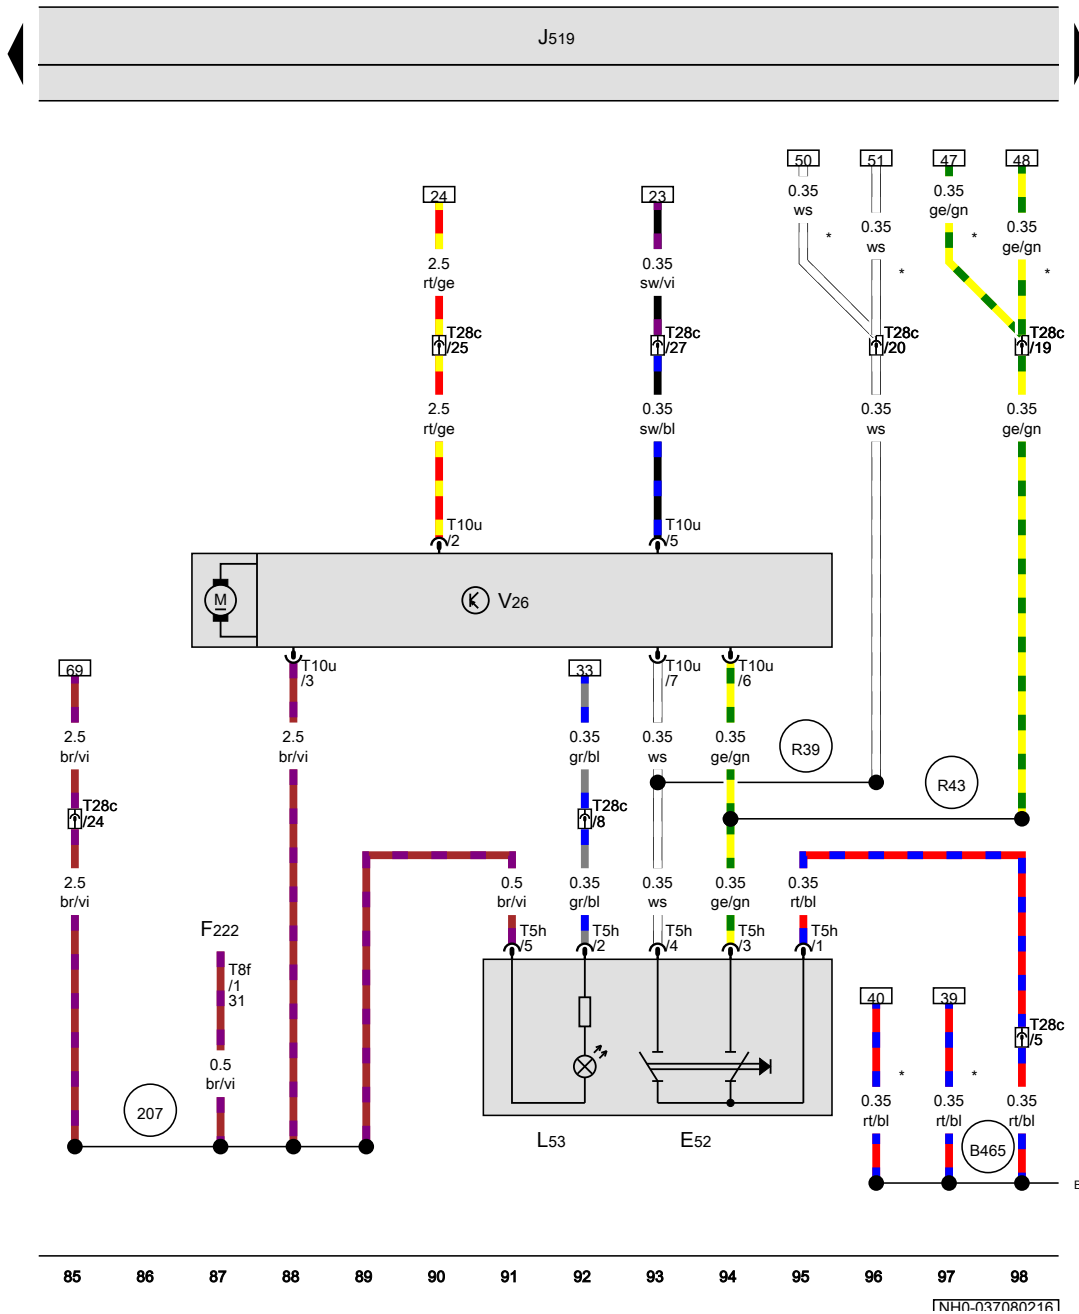 J519
50
51
47
48
24
23
0.35
ws
*
0.35
ws
*
0.35
ge/gn
*
0.35
ge/gn
*
2.5
rt/ge
0.35
sw/vi
T28c
/25
T28c
/27
T28c
/20
T28c
/19
2.5
rt/ge
0.35
sw/bl
0.35
ws
0.35
ge/gn
T10u
/2
T10u
/5
M
V26
69
T10u
/3
33
T10u
/7
T10u
/6
2.5
br/vi
2.5
br/vi
0.35
gr/bl
0.35
ws
0.35
ge/gn
R39
R43
T28c
/24
T28c
/8
2.5
br/vi
0.5
br/vi
0.35
gr/bl
0.35
ws
0.35
ge/gn
0.35
rt/bl
F222
T5h
/5
T5h
/2
T5h
/4
T5h
/3
T5h
/1
T8f
/1
31
40
39
T28c
/5
0.5
br/vi
*
*
0.35
rt/bl
0.35
rt/bl
0.35
rt/bl
207
L53
E52
B465
85 86 87 88 89 90 91 92 93 94 95 96 97 98
NH0-037080216